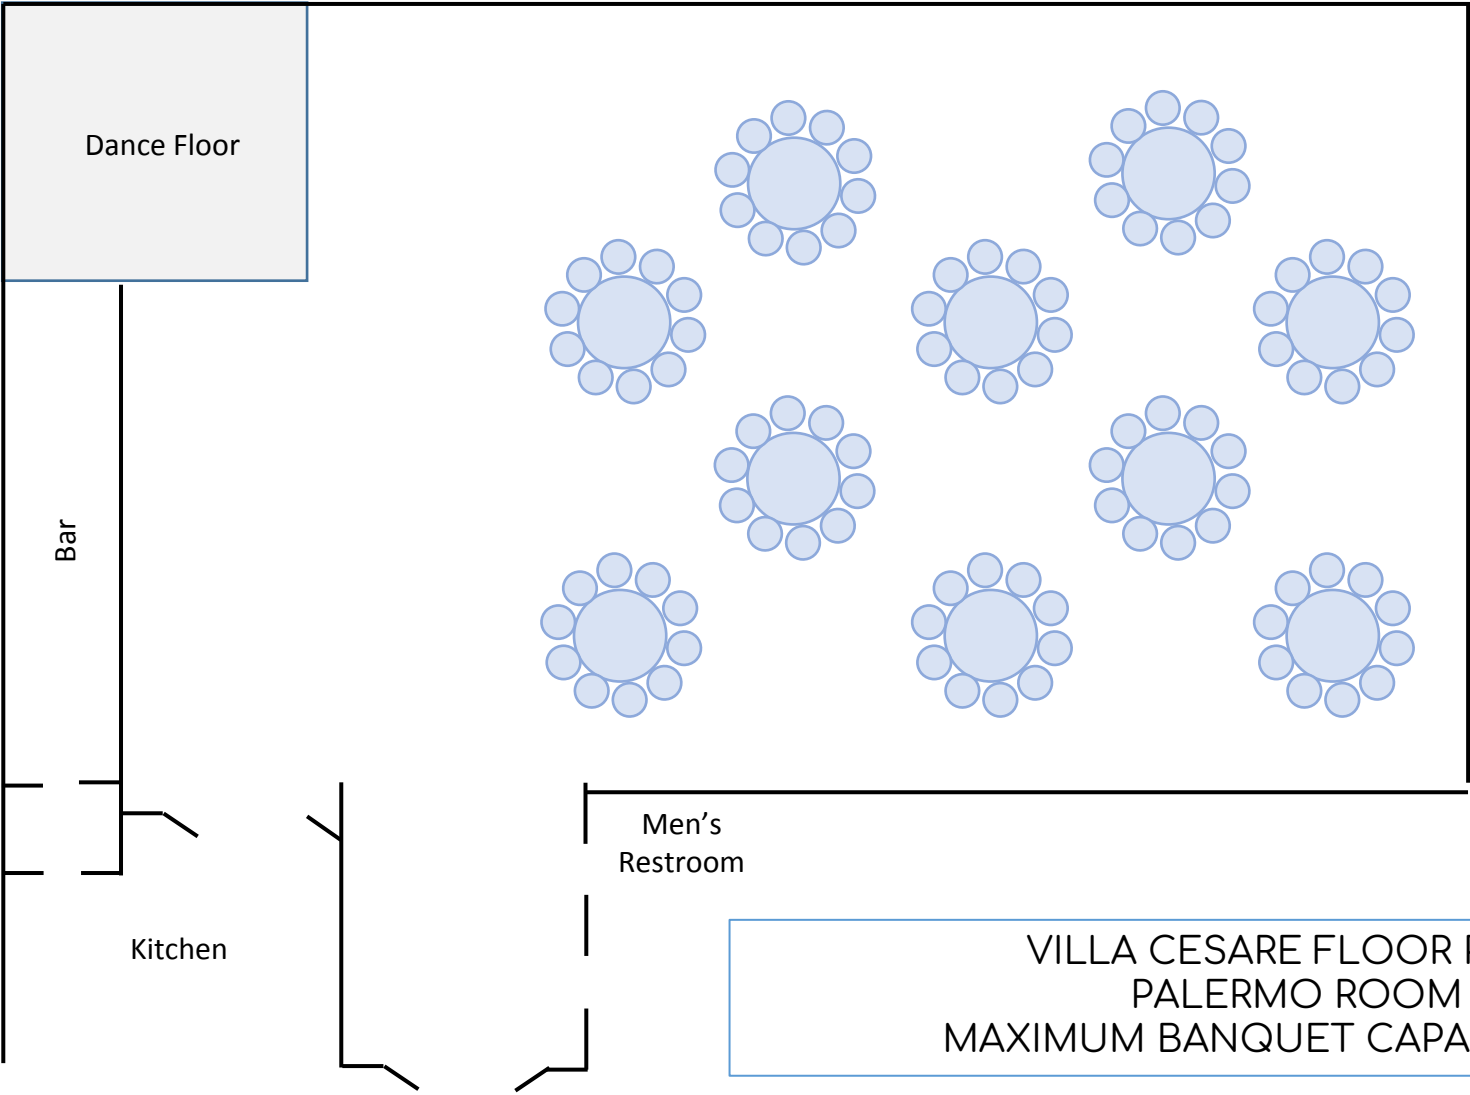 Dance Floor
Bar
Men's
Restroom
Kitchen
VILLA CESARE FLOOR
PALERMO ROOM
MAXIMUM BANQUET CAPA